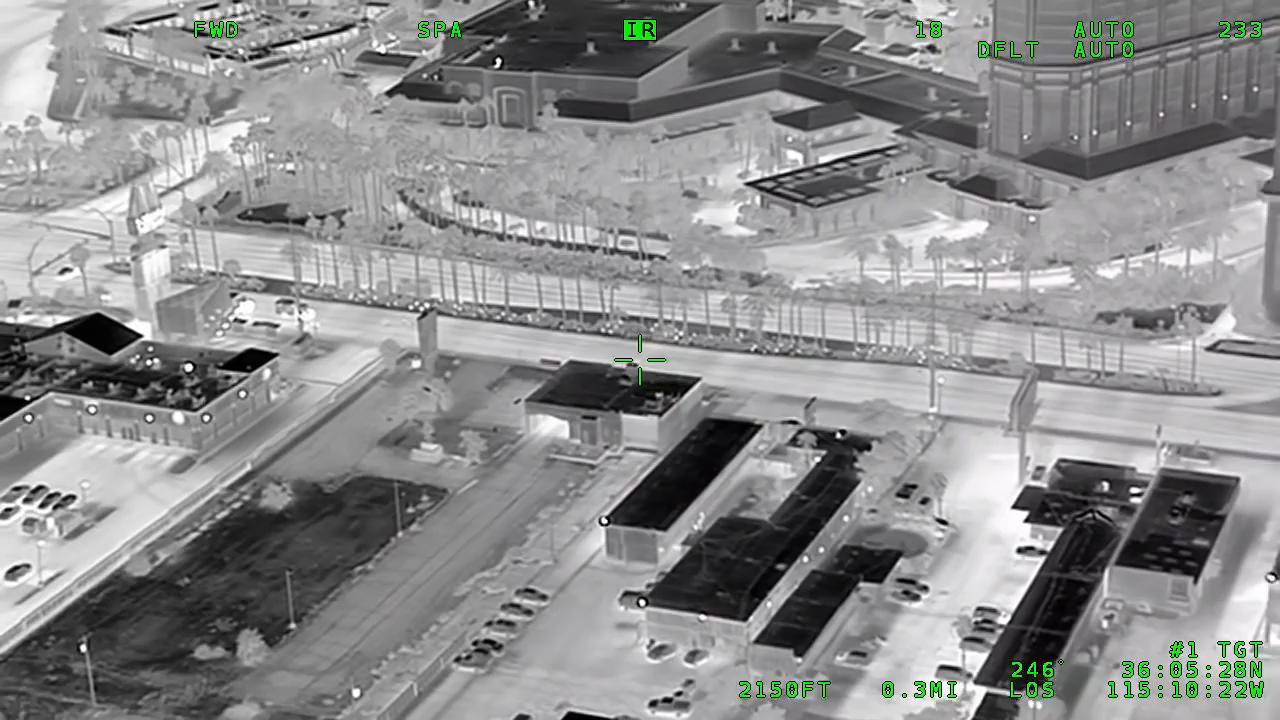 FWD SPA IR 18 AUTO 233
DFLT AUTO
#1 TGT
246° 36:05:28N
2150FT 0.3MI LOS 115:10:22W